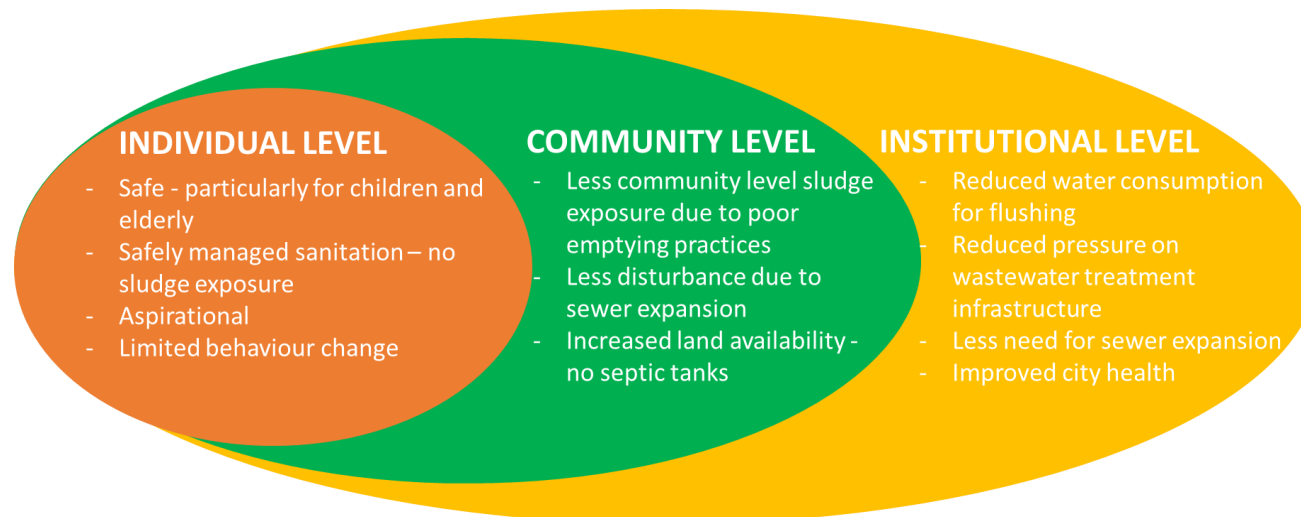 INDIVIDUAL LEVEL
- Safe - particularly for children and
elderly
- Safely managed sanitation – no
sludge exposure
- Aspirational
- Limited behaviour change
COMMUNITY LEVEL
- Less community level sludge
exposure due to poor
emptying practices
- Less disturbance due to
sewer expansion
- Increased land availability -
no septic tanks
INSTITUTIONAL LEVEL
- Reduced water consumption
for flushing
- Reduced pressure on
wastewater treatment
infrastructure
- Less need for sewer expansion
- Improved city health